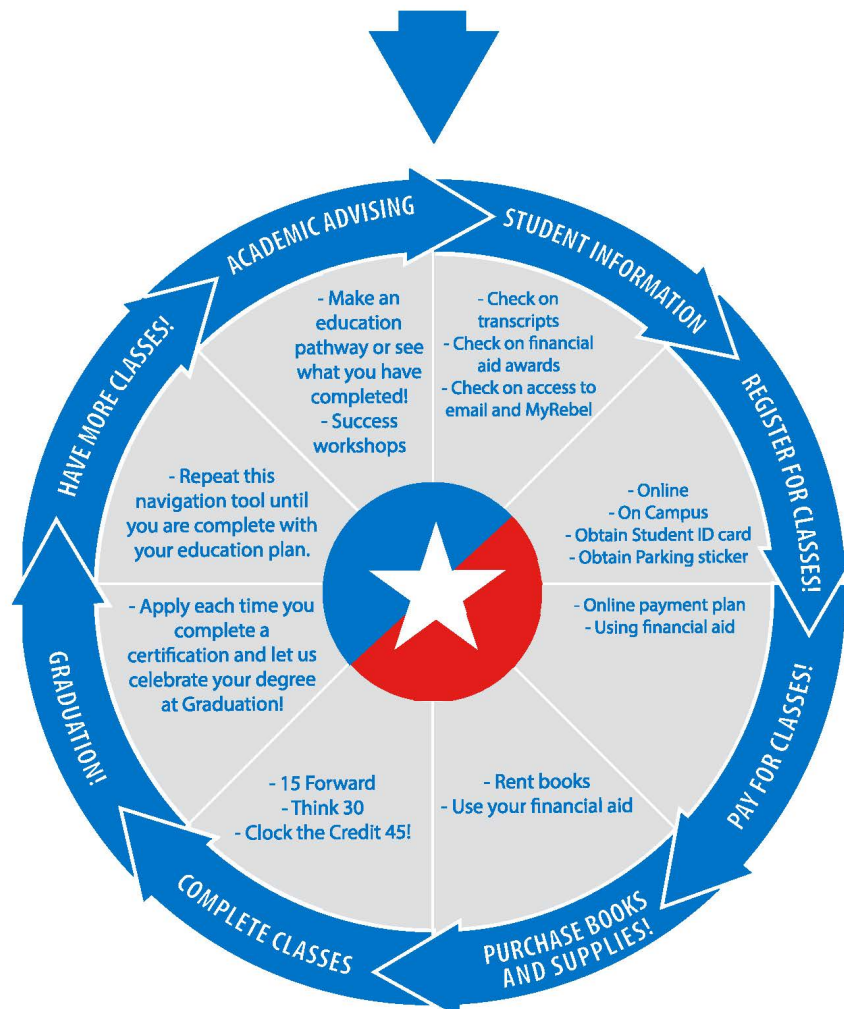 STUDENT INFORMATION
- Check on
transcripts
- Check on financial
aid awards
- Check on access to
email and MyRebel
REGISTER FOR CLASSES!
- Online
- On Campus
- Obtain Student ID card
- Obtain Parking sticker
PAY FOR CLASSES!
- Online payment plan
- Using financial aid
PURCHASE BOOKS
AND SUPPLIES!
- Rent books
- Use your financial aid
COMPLETE CLASSES
- 15 Forward
- Think 30
- Clock the Credit 45!
GRADUATION!
- Apply each time you
complete a
certification and let us
celebrate your degree
at Graduation!
HAVE MORE CLASSES!
- Repeat this
navigation tool until
you are complete with
your education plan.
ACADEMIC ADVISING
- Make an
education
pathway or see
what you have
completed!
- Success
workshops